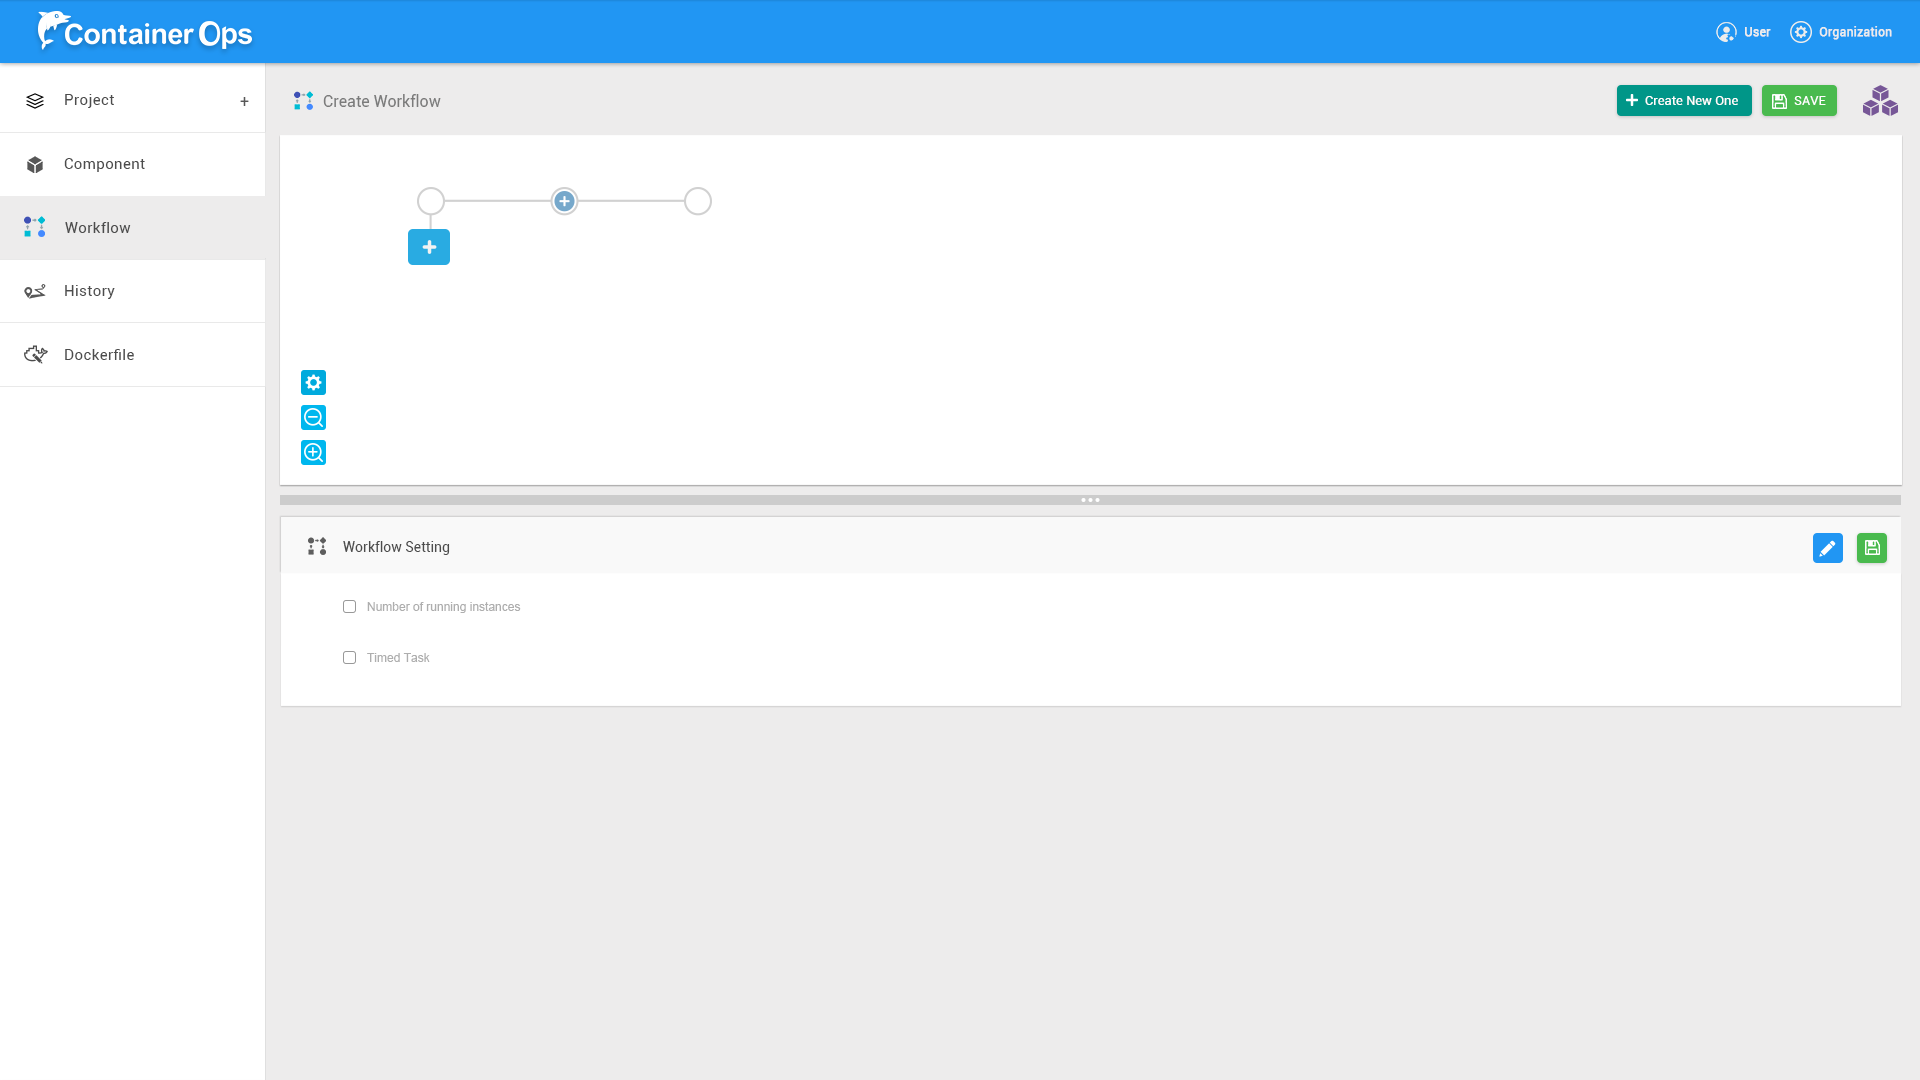 Container Ops
User
Organization
Project +
Component
Workflow
History
Dockerfile
Create Workflow
Create New One
SAVE
Workflow Setting
Number of running instances
Timed Task